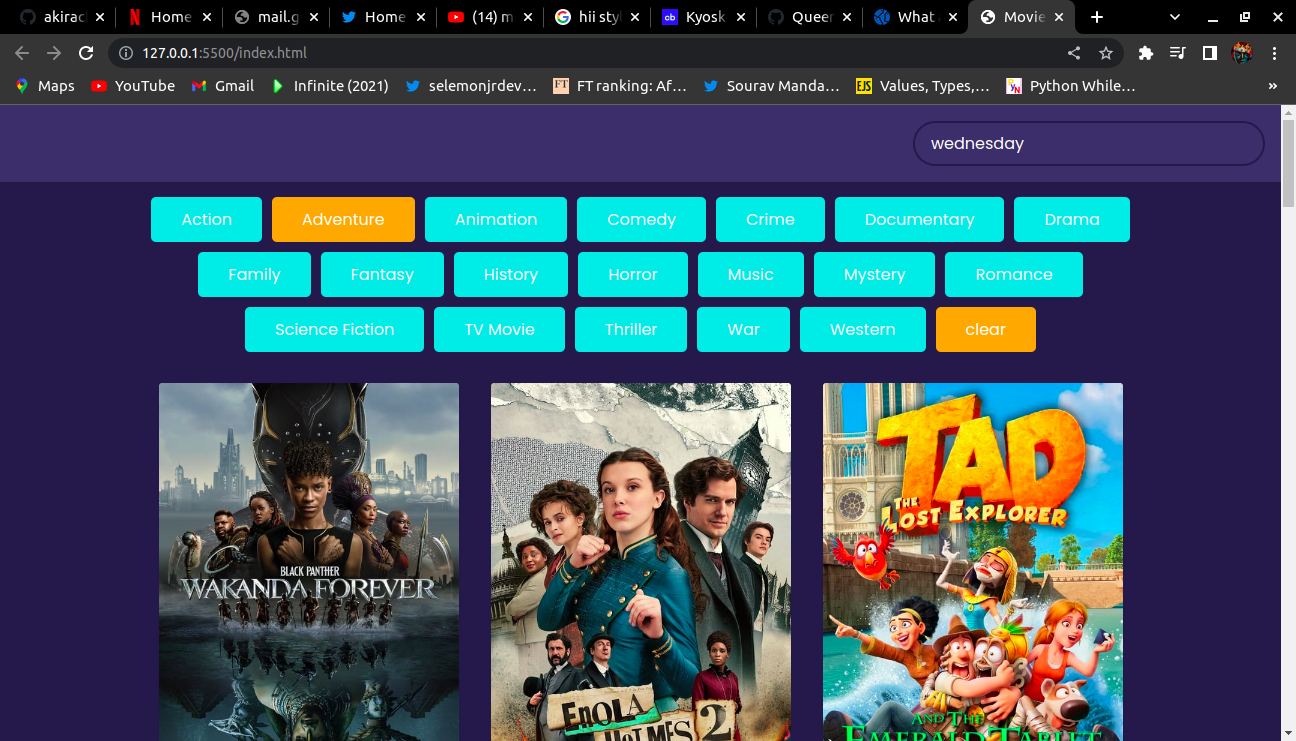 akirac Home mail.g Home (14) m hii sty Kyosk Queer What Movie
127.0.0.1:5500/index.html
Maps YouTube Gmail Infinite (2021) selemonjrdev… FT FT ranking: Af… Sourav Manda… EJS Values, Types,… Python While… »
wednesday
Action Adventure Animation Comedy Crime Documentary Drama
Family Fantasy History Horror Music Mystery Romance
Science Fiction TV Movie Thriller War Western clear
BLACK PANTHER
WAKANDA FOREVER
ENOLA
HOLMES 2
TAD
THE
LOST EXPLORER
AND THE
EMERALD TABLET